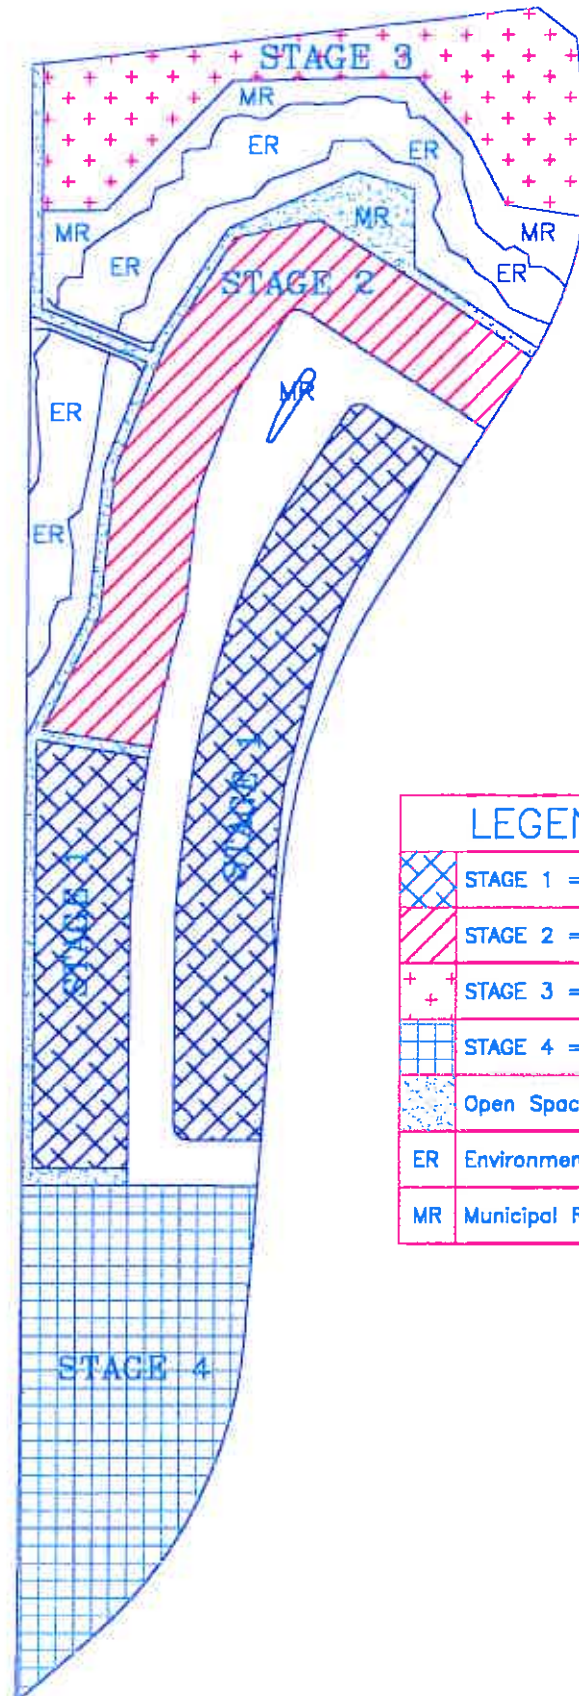 STAGE 3
MR
ER
ER
MR
MR
MR
ER
ER
STAGE 2
MR
ER
ER
STAGE 1
STAGE 1
STAGE 4
LEGEN
STAGE 1 =
STAGE 2 =
STAGE 3 =
STAGE 4 =
Open Spac
ER Environmen
MR Municipal R